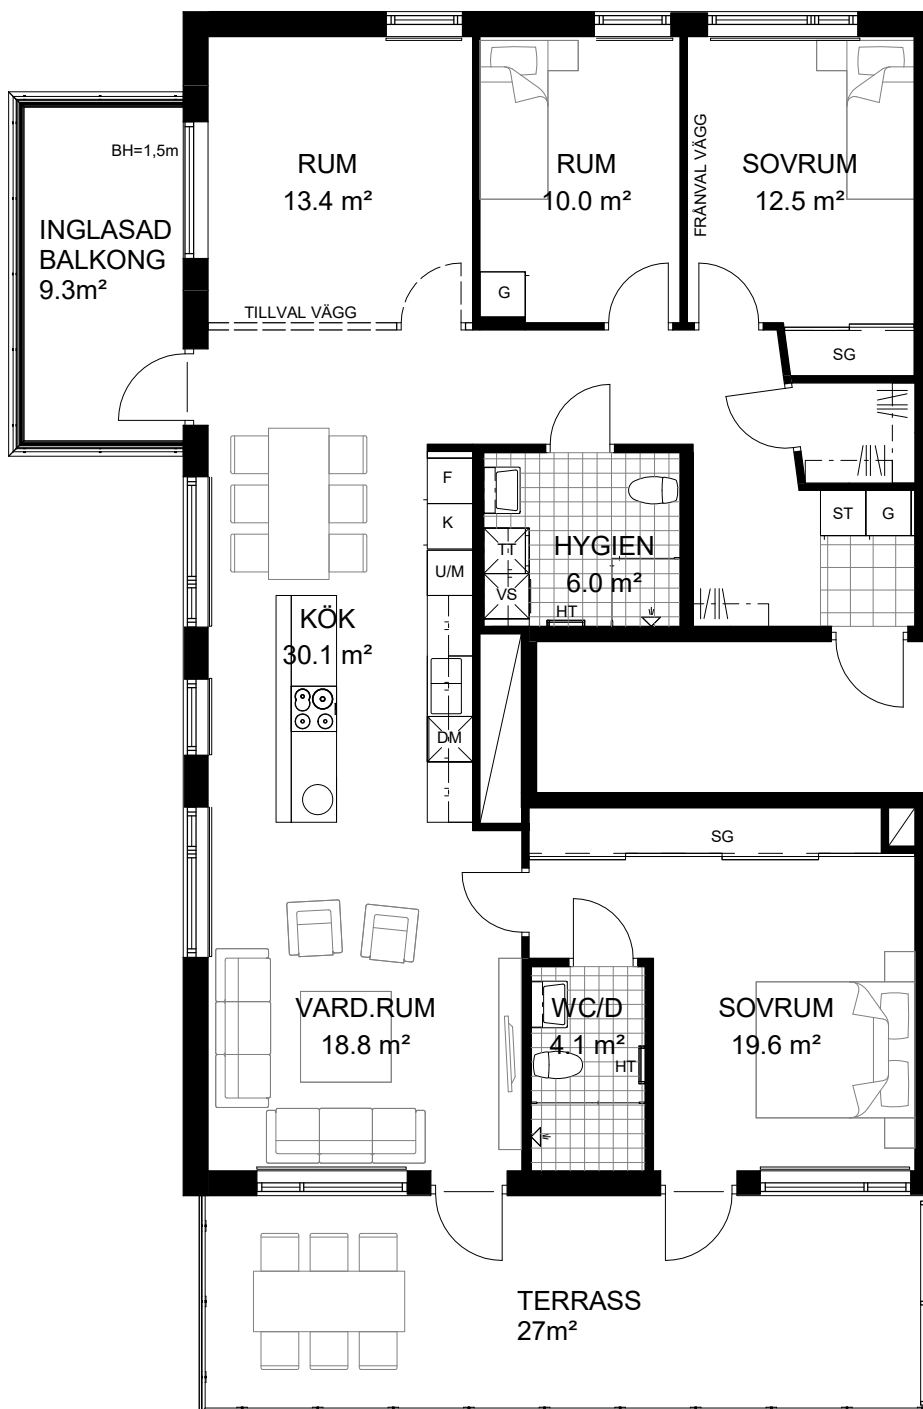 BH=1,5m
RUM
13.4 m²
RUM
10.0 m²
FRÅNVAL VÄGG
SOVRUM
12.5 m²
INGLASAD
BALKONG
9.3m²
G
TILLVAL VÄGG
SG
F
K
U/M
TT
VS
HYGIEN
6.0 m²
HT
ST
G
KÖK
30.1 m²
DM
SG
VARD.RUM
18.8 m²
WC/D
4.1 m²
HT
SOVRUM
19.6 m²
TERRASS
27m²